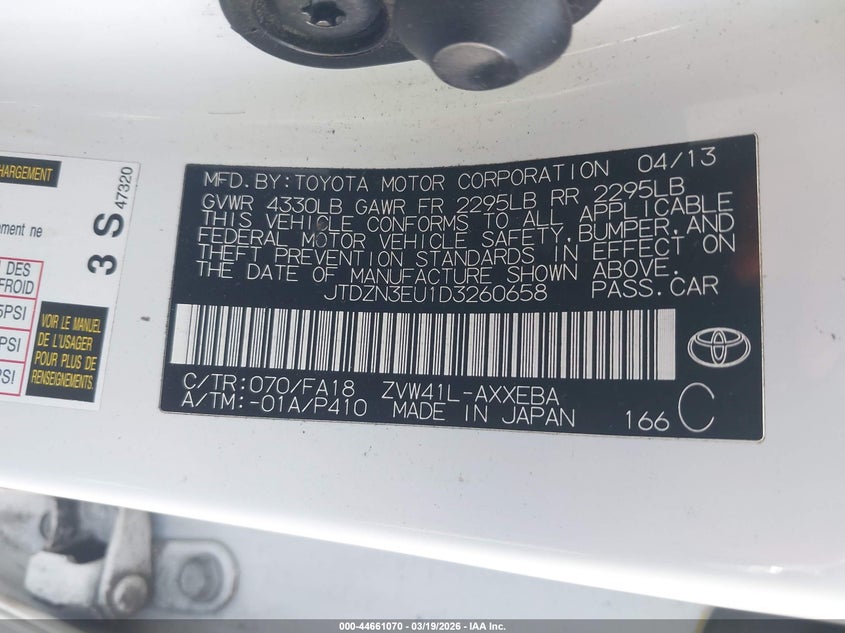 HARGEMENT
47320
3 S
ement ne
DES
FROID
5PSI
PSI
PSI
VOIR LE MANUEL
DE L'USAGER
POUR PLUS DE
RENSEIGNEMENTS.
MFD.BY:TOYOTA MOTOR CORPORATION 04/13
GVWR 4330LB GAWR FR 2295LB RR 2295LB
THIS VEHICLE CONFORMS TO ALL APPLICABLE
FEDERAL MOTOR VEHICLE SAFETY,BUMPER,AND
THEFT PREVENTION STANDARDS IN EFFECT ON
THE DATE OF MANUFACTURE SHOWN ABOVE.
JTDZN3EU1D3260658 PASS.CAR
C/TR:070/FA18 ZVW41L-AXXEBA
A/TM:-01A/P410 MADE IN JAPAN 166 C
000-44661070 — 03/19/2026 — IAA Inc.